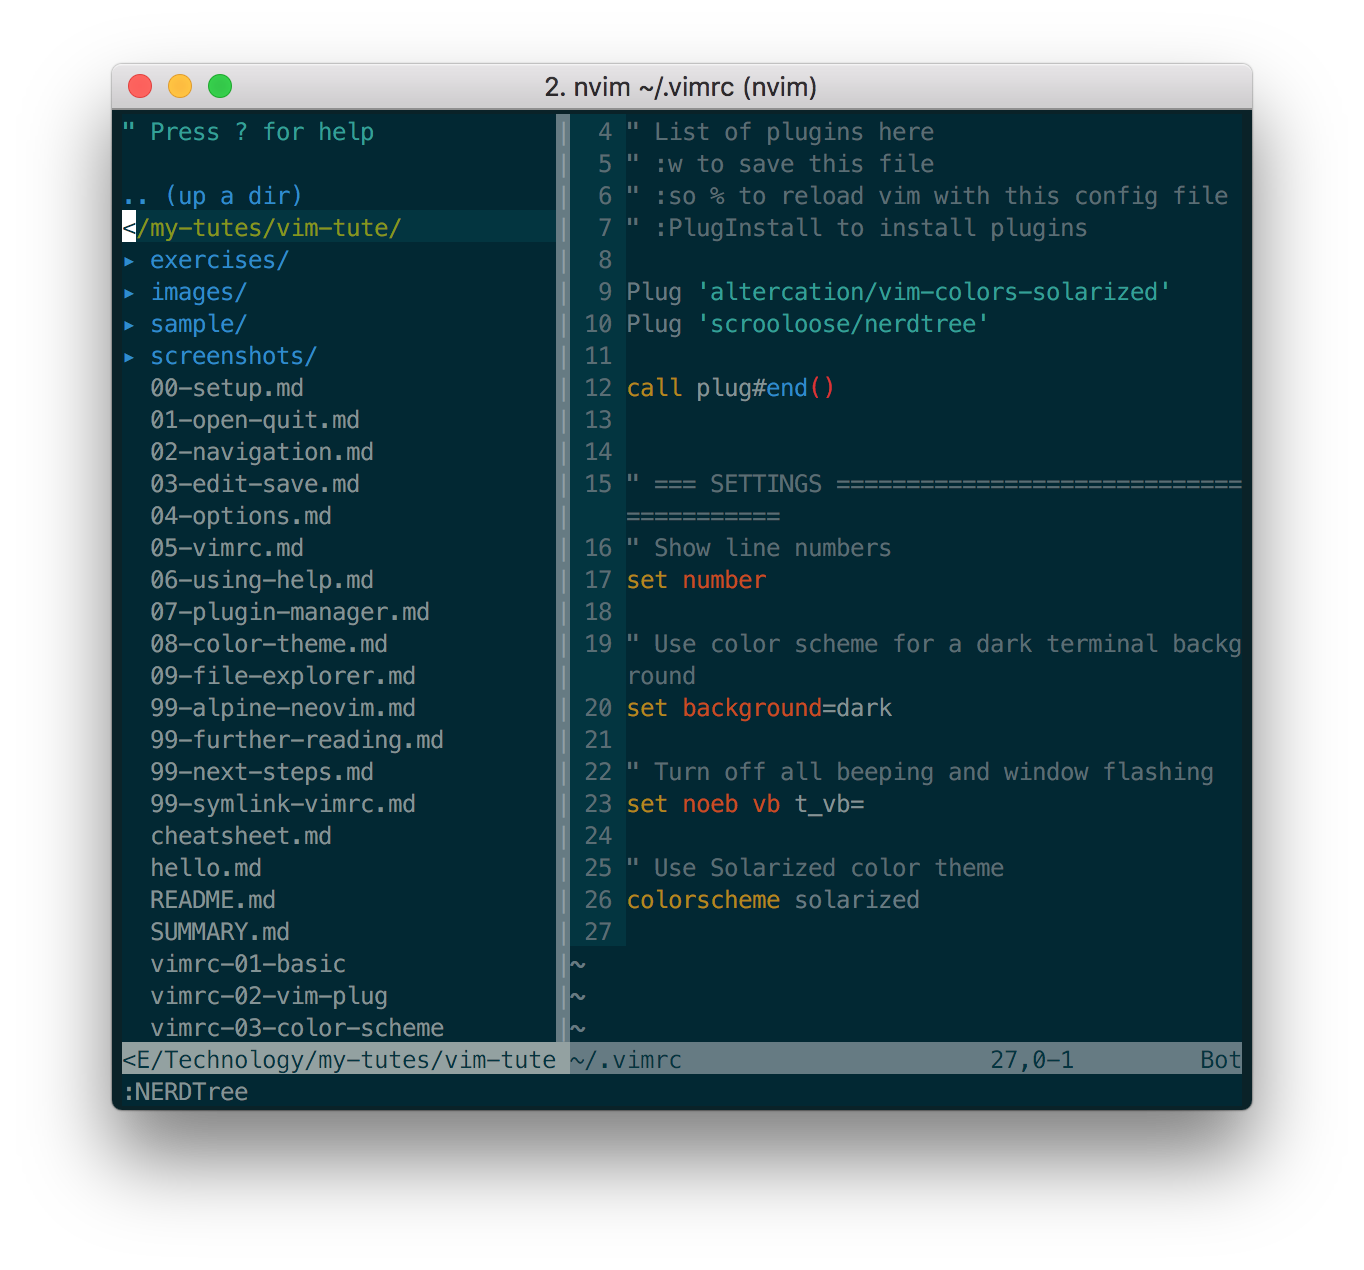 2. nvim ~/.vimrc (nvim)
" Press ? for help
.. (up a dir)
</my-tutes/vim-tute/
▸ exercises/
▸ images/
▸ sample/
▸ screenshots/
00-setup.md
01-open-quit.md
02-navigation.md
03-edit-save.md
04-options.md
05-vimrc.md
06-using-help.md
07-plugin-manager.md
08-color-theme.md
09-file-explorer.md
99-alpine-neovim.md
99-further-reading.md
99-next-steps.md
99-symlink-vimrc.md
cheatsheet.md
hello.md
README.md
SUMMARY.md
vimrc-01-basic
vimrc-02-vim-plug
vimrc-03-color-scheme
<E/Technology/my-tutes/vim-tute
4 " List of plugins here
5 " :w to save this file
6 " :so % to reload vim with this config file
7 " :PlugInstall to install plugins
8
9 Plug 'altercation/vim-colors-solarized'
10 Plug 'scrooloose/nerdtree'
11
12 call plug#end()
13
14
15 " === SETTINGS =============================
===========
16 " Show line numbers
17 set number
18
19 " Use color scheme for a dark terminal backg
round
20 set background=dark
21
22 " Turn off all beeping and window flashing
23 set noeb vb t_vb=
24
25 " Use Solarized color theme
26 colorscheme solarized
27
~
~
~
~/.vimrc 27,0-1 Bot
:NERDTree